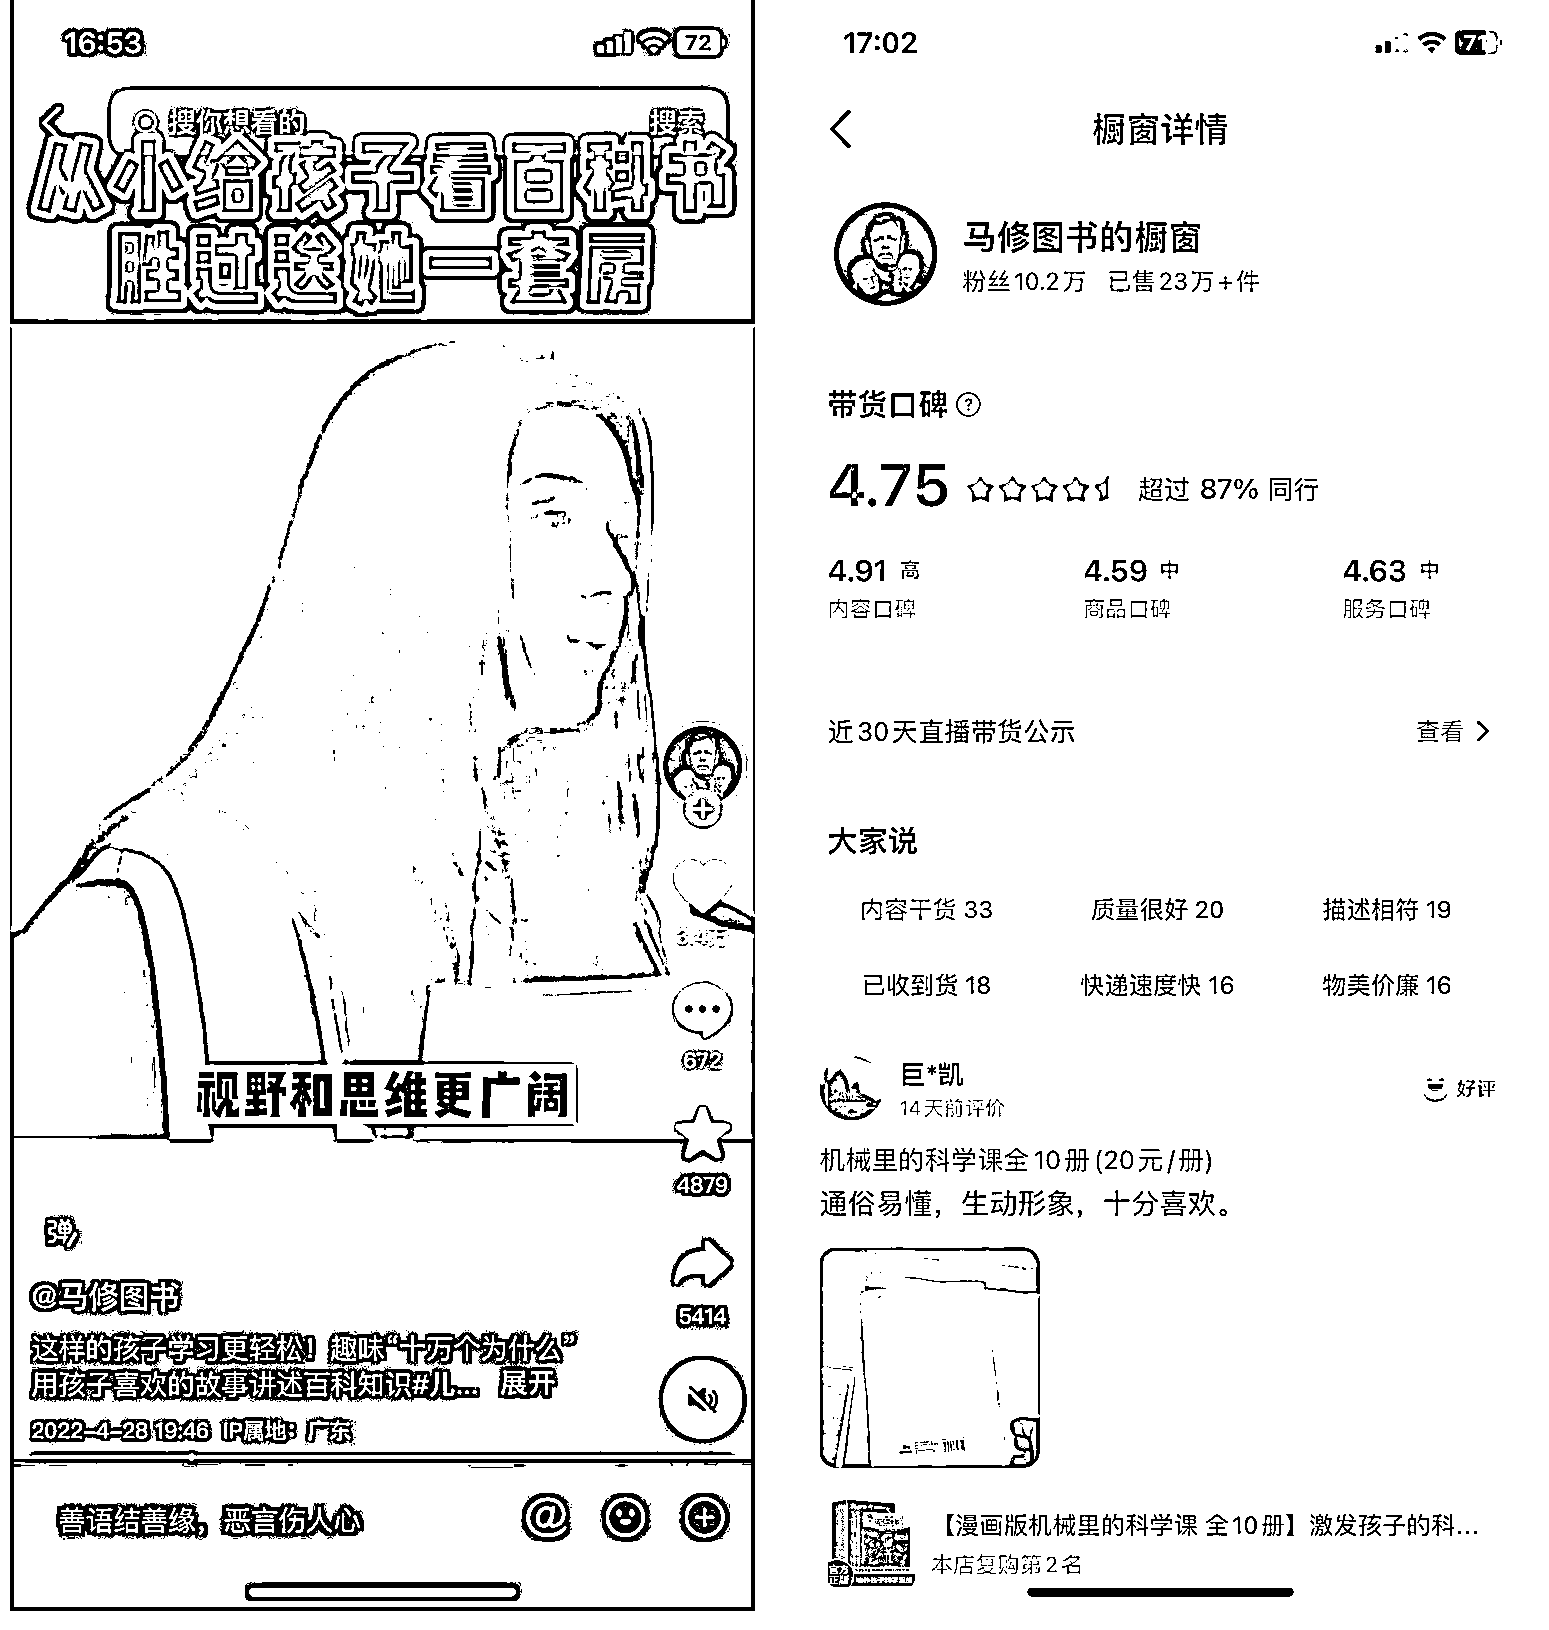 16:53
72
搜你想看的
搜索
从小给孩子看百科书
胜过送她一套房
视野和思维更广阔
672
4879
5414
弹
@马修图书
这样的孩子学习更轻松！趣味“十万个为什么”
用孩子喜欢的故事讲述百科知识#儿... 展开
2022-4-28 19:46 IP属地：广东
善语结善缘，恶言伤人心
17:02
71
橱窗详情
马修图书的橱窗
粉丝10.2万 已售23万+件
带货口碑
4.75 超过 87% 同行
4.91 高 4.59 中 4.63 中
内容口碑 商品口碑 服务口碑
近30天直播带货公示 查看
大家说
内容干货 33 质量很好 20 描述相符 19
已收到货 18 快递速度快 16 物美价廉 16
巨*凯
14天前评价
好评
机械里的科学课全10册(20元/册)
通俗易懂，生动形象，十分喜欢。
【漫画版机械里的科学课 全10册】激发孩子的科...
本店复购第2名